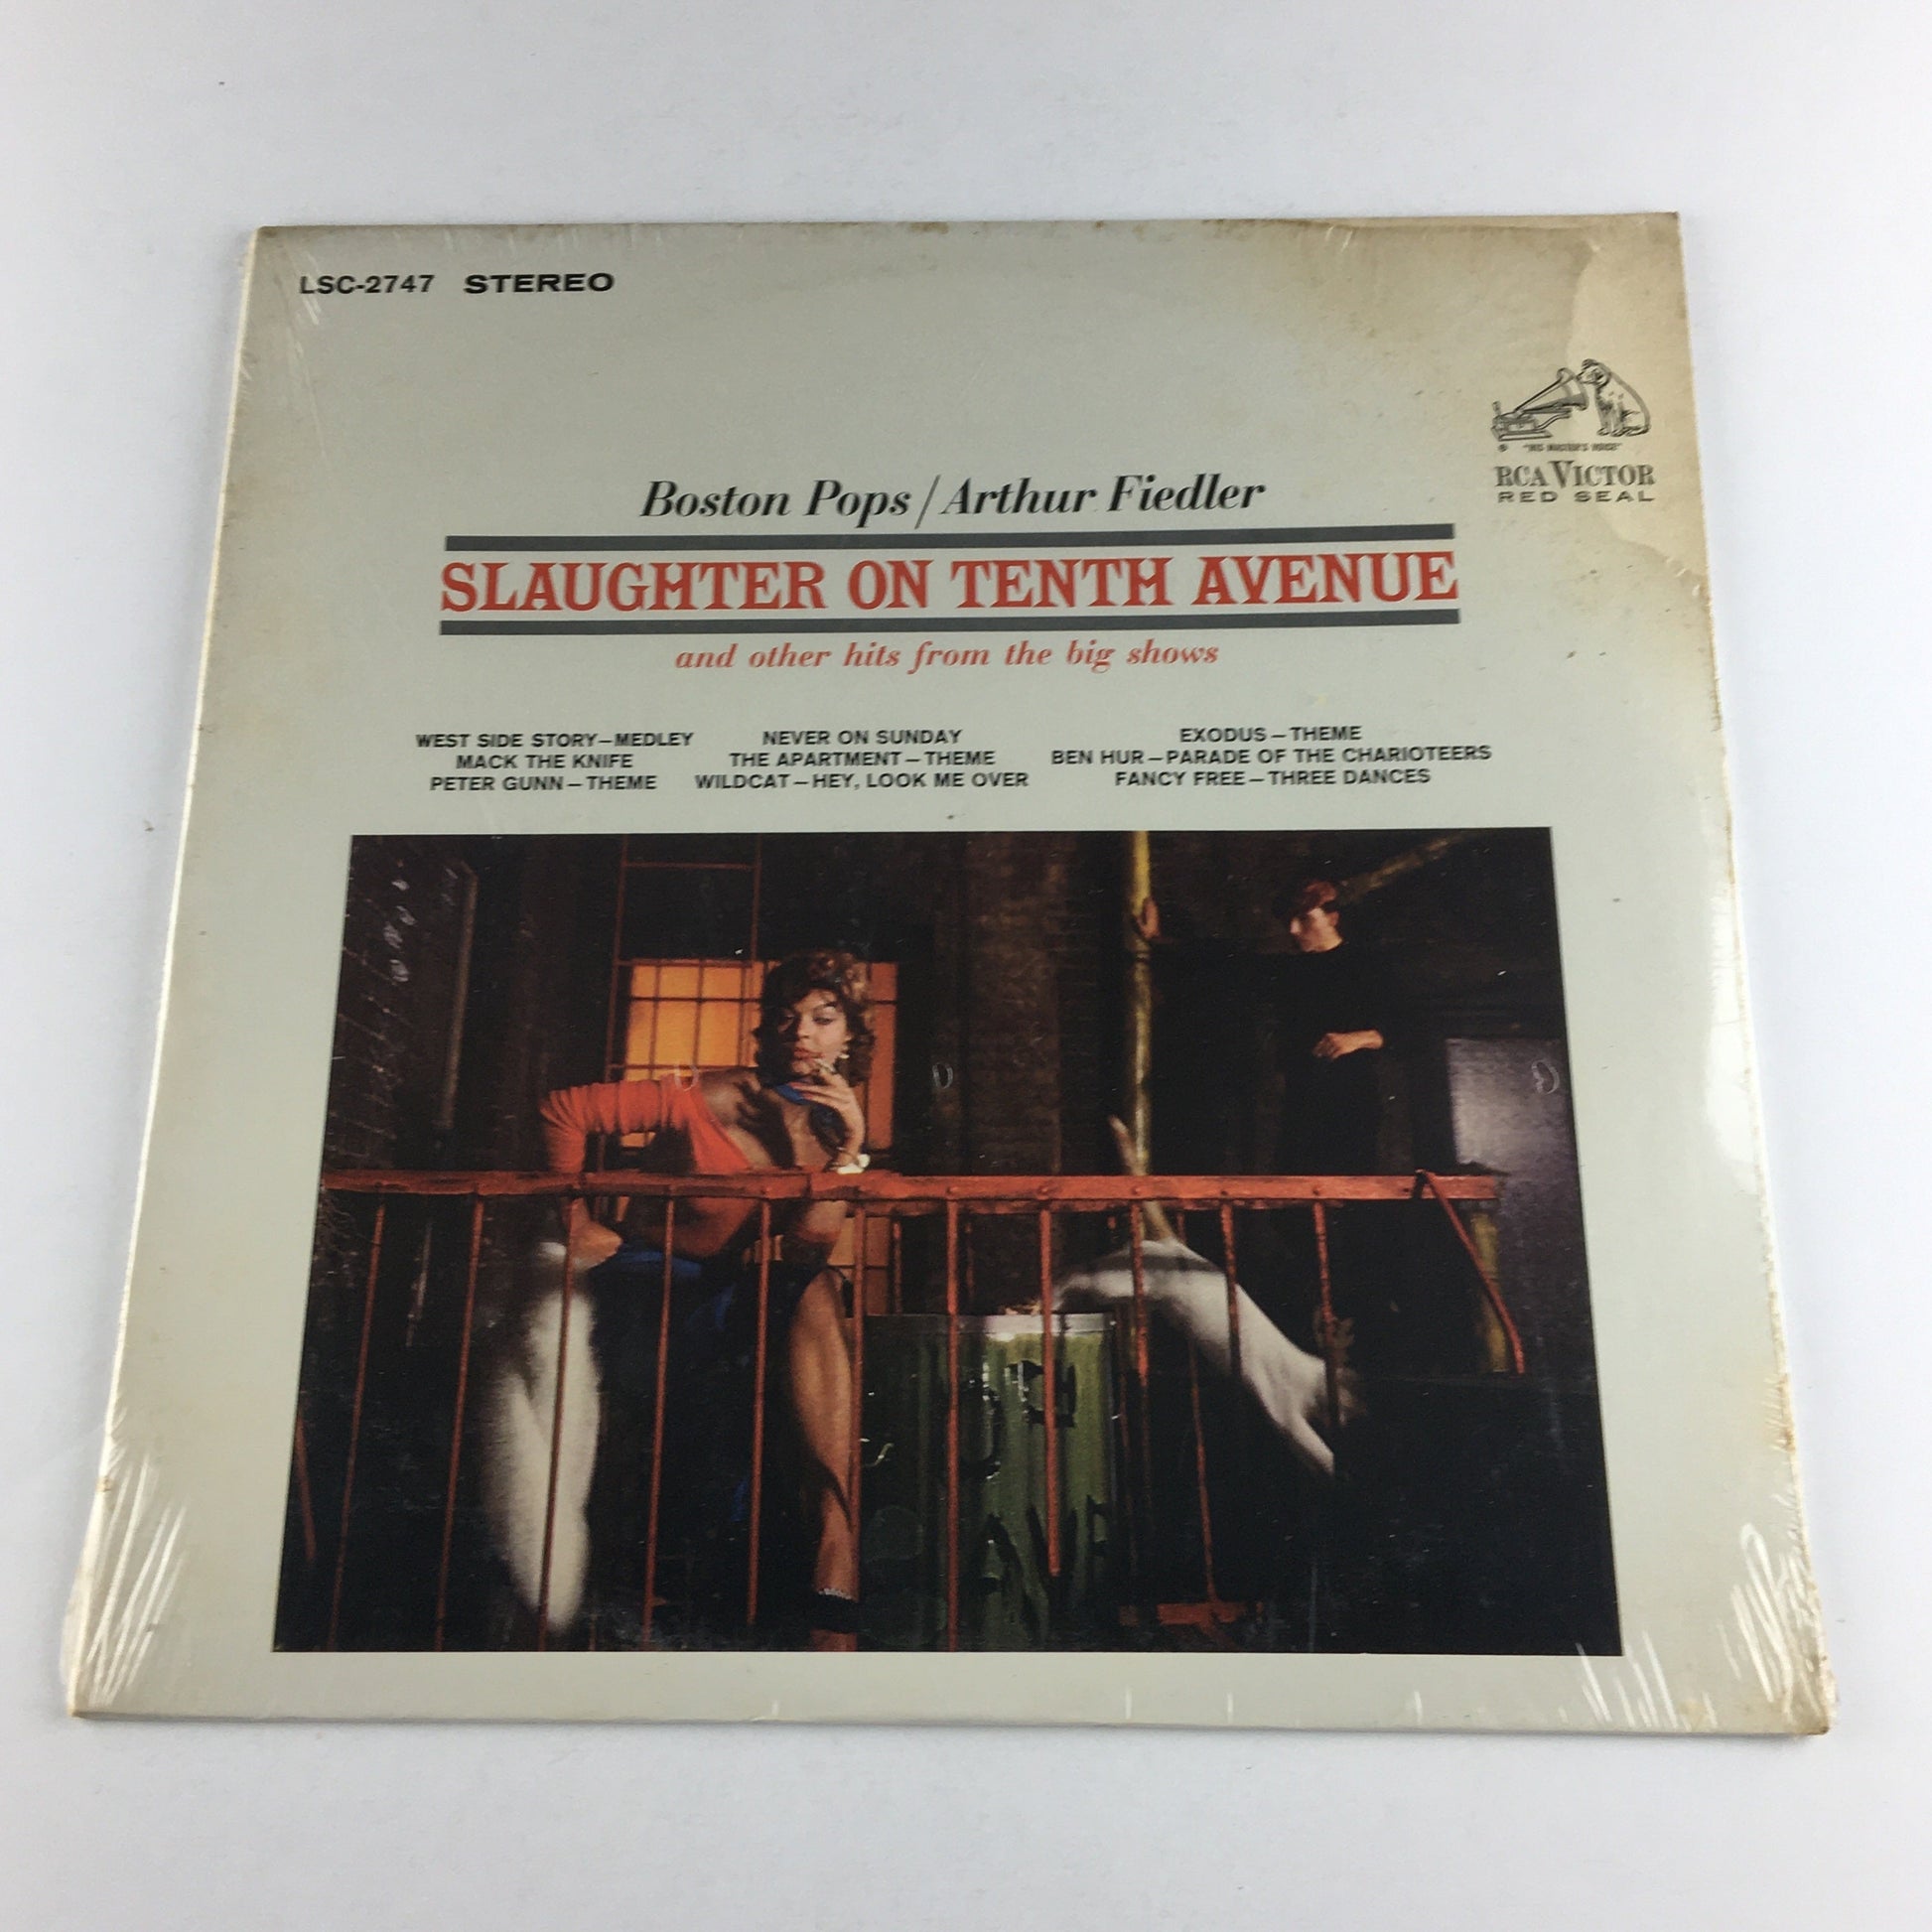 LSC-2747 STEREO
"HIS MASTER'S VOICE"
RCA VICTOR
RED SEAL
Boston Pops/Arthur Fiedler
SLAUGHTER ON TENTH AVENUE
and other hits from the big shows
WEST SIDE STORY—MEDLEY
MACK THE KNIFE
PETER GUNN—THEME
NEVER ON SUNDAY
THE APARTMENT—THEME
WILDCAT—HEY, LOOK ME OVER
EXODUS—THEME
BEN HUR—PARADE OF THE CHARIOTEERS
FANCY FREE—THREE DANCES